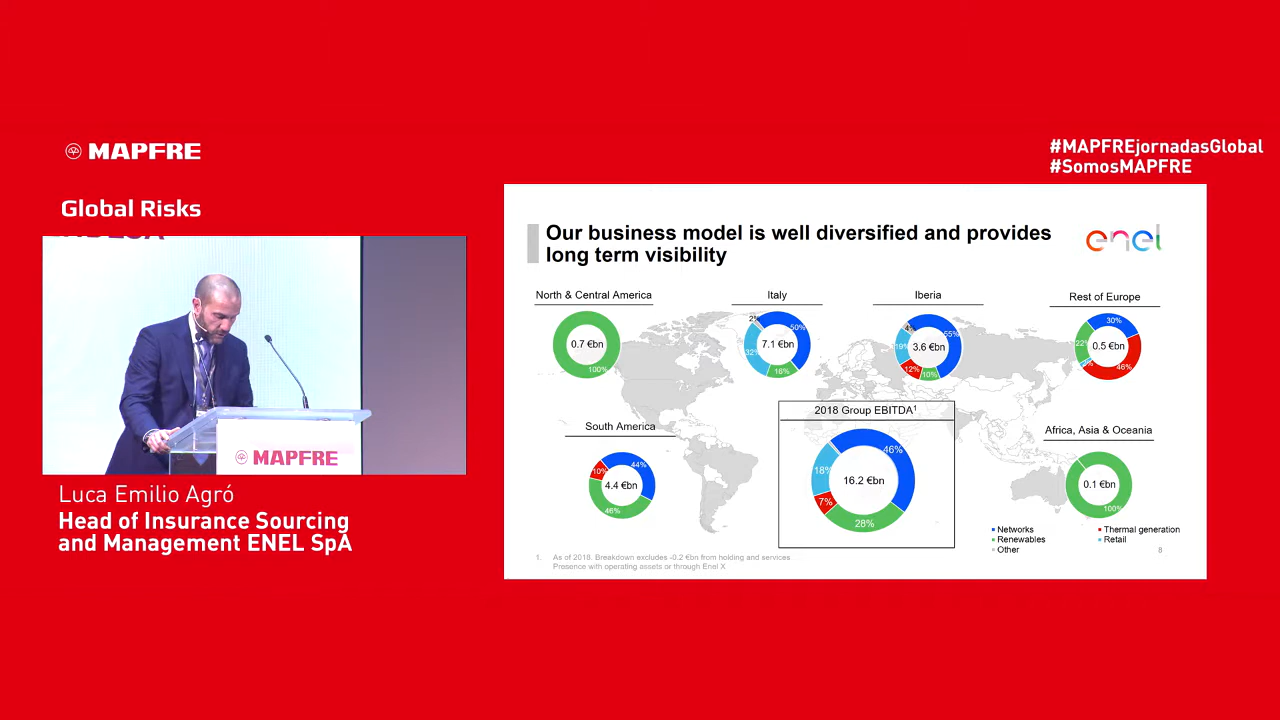 MAPFRE
#MAPFREjornadasGlobal
#SomosMAPFRE
Global Risks
MAPFRE
Luca Emilio Agró
Head of Insurance Sourcing
and Management ENEL SpA
Our business model is well diversified and provides
long term visibility
enel
North & Central America
0.7 €bn
100%
Italy
2%
50%
7.1 €bn
32%
16%
Iberia
4%
55%
19%
3.6 €bn
12%
10%
Rest of Europe
30%
22%
0.5 €bn
46%
South America
10%
44%
4.4 €bn
46%
2018 Group EBITDA1
46%
18%
16.2 €bn
7%
28%
Africa, Asia & Oceania
0.1 €bn
100%
Networks
Thermal generation
Renewables
Retail
Other
8
1. As of 2018. Breakdown excludes -0.2 €bn from holding and services
Presence with operating assets or through Enel X